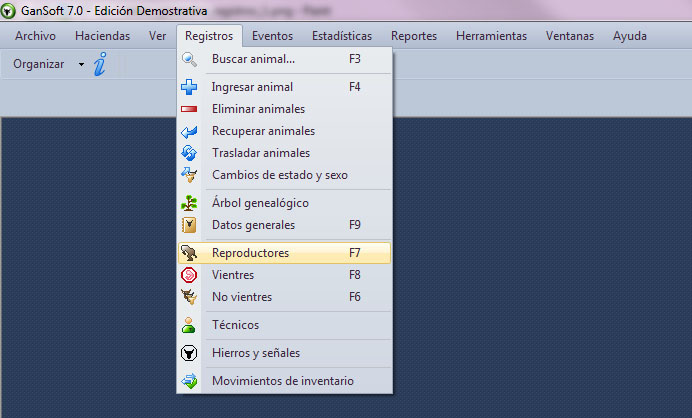 GanSoft 7.0 - Edición Demostrativa
Archivo Haciendas Ver Registros Eventos Estadísticas Reportes Herramientas Ventanas Ayuda
Organizar
Buscar animal... F3
Ingresar animal F4
Eliminar animales
Recuperar animales
Trasladar animales
Cambios de estado y sexo
Árbol genealógico
Datos generales F9
Reproductores F7
Vientres F8
No vientres F6
Técnicos
Hierros y señales
Movimientos de inventario